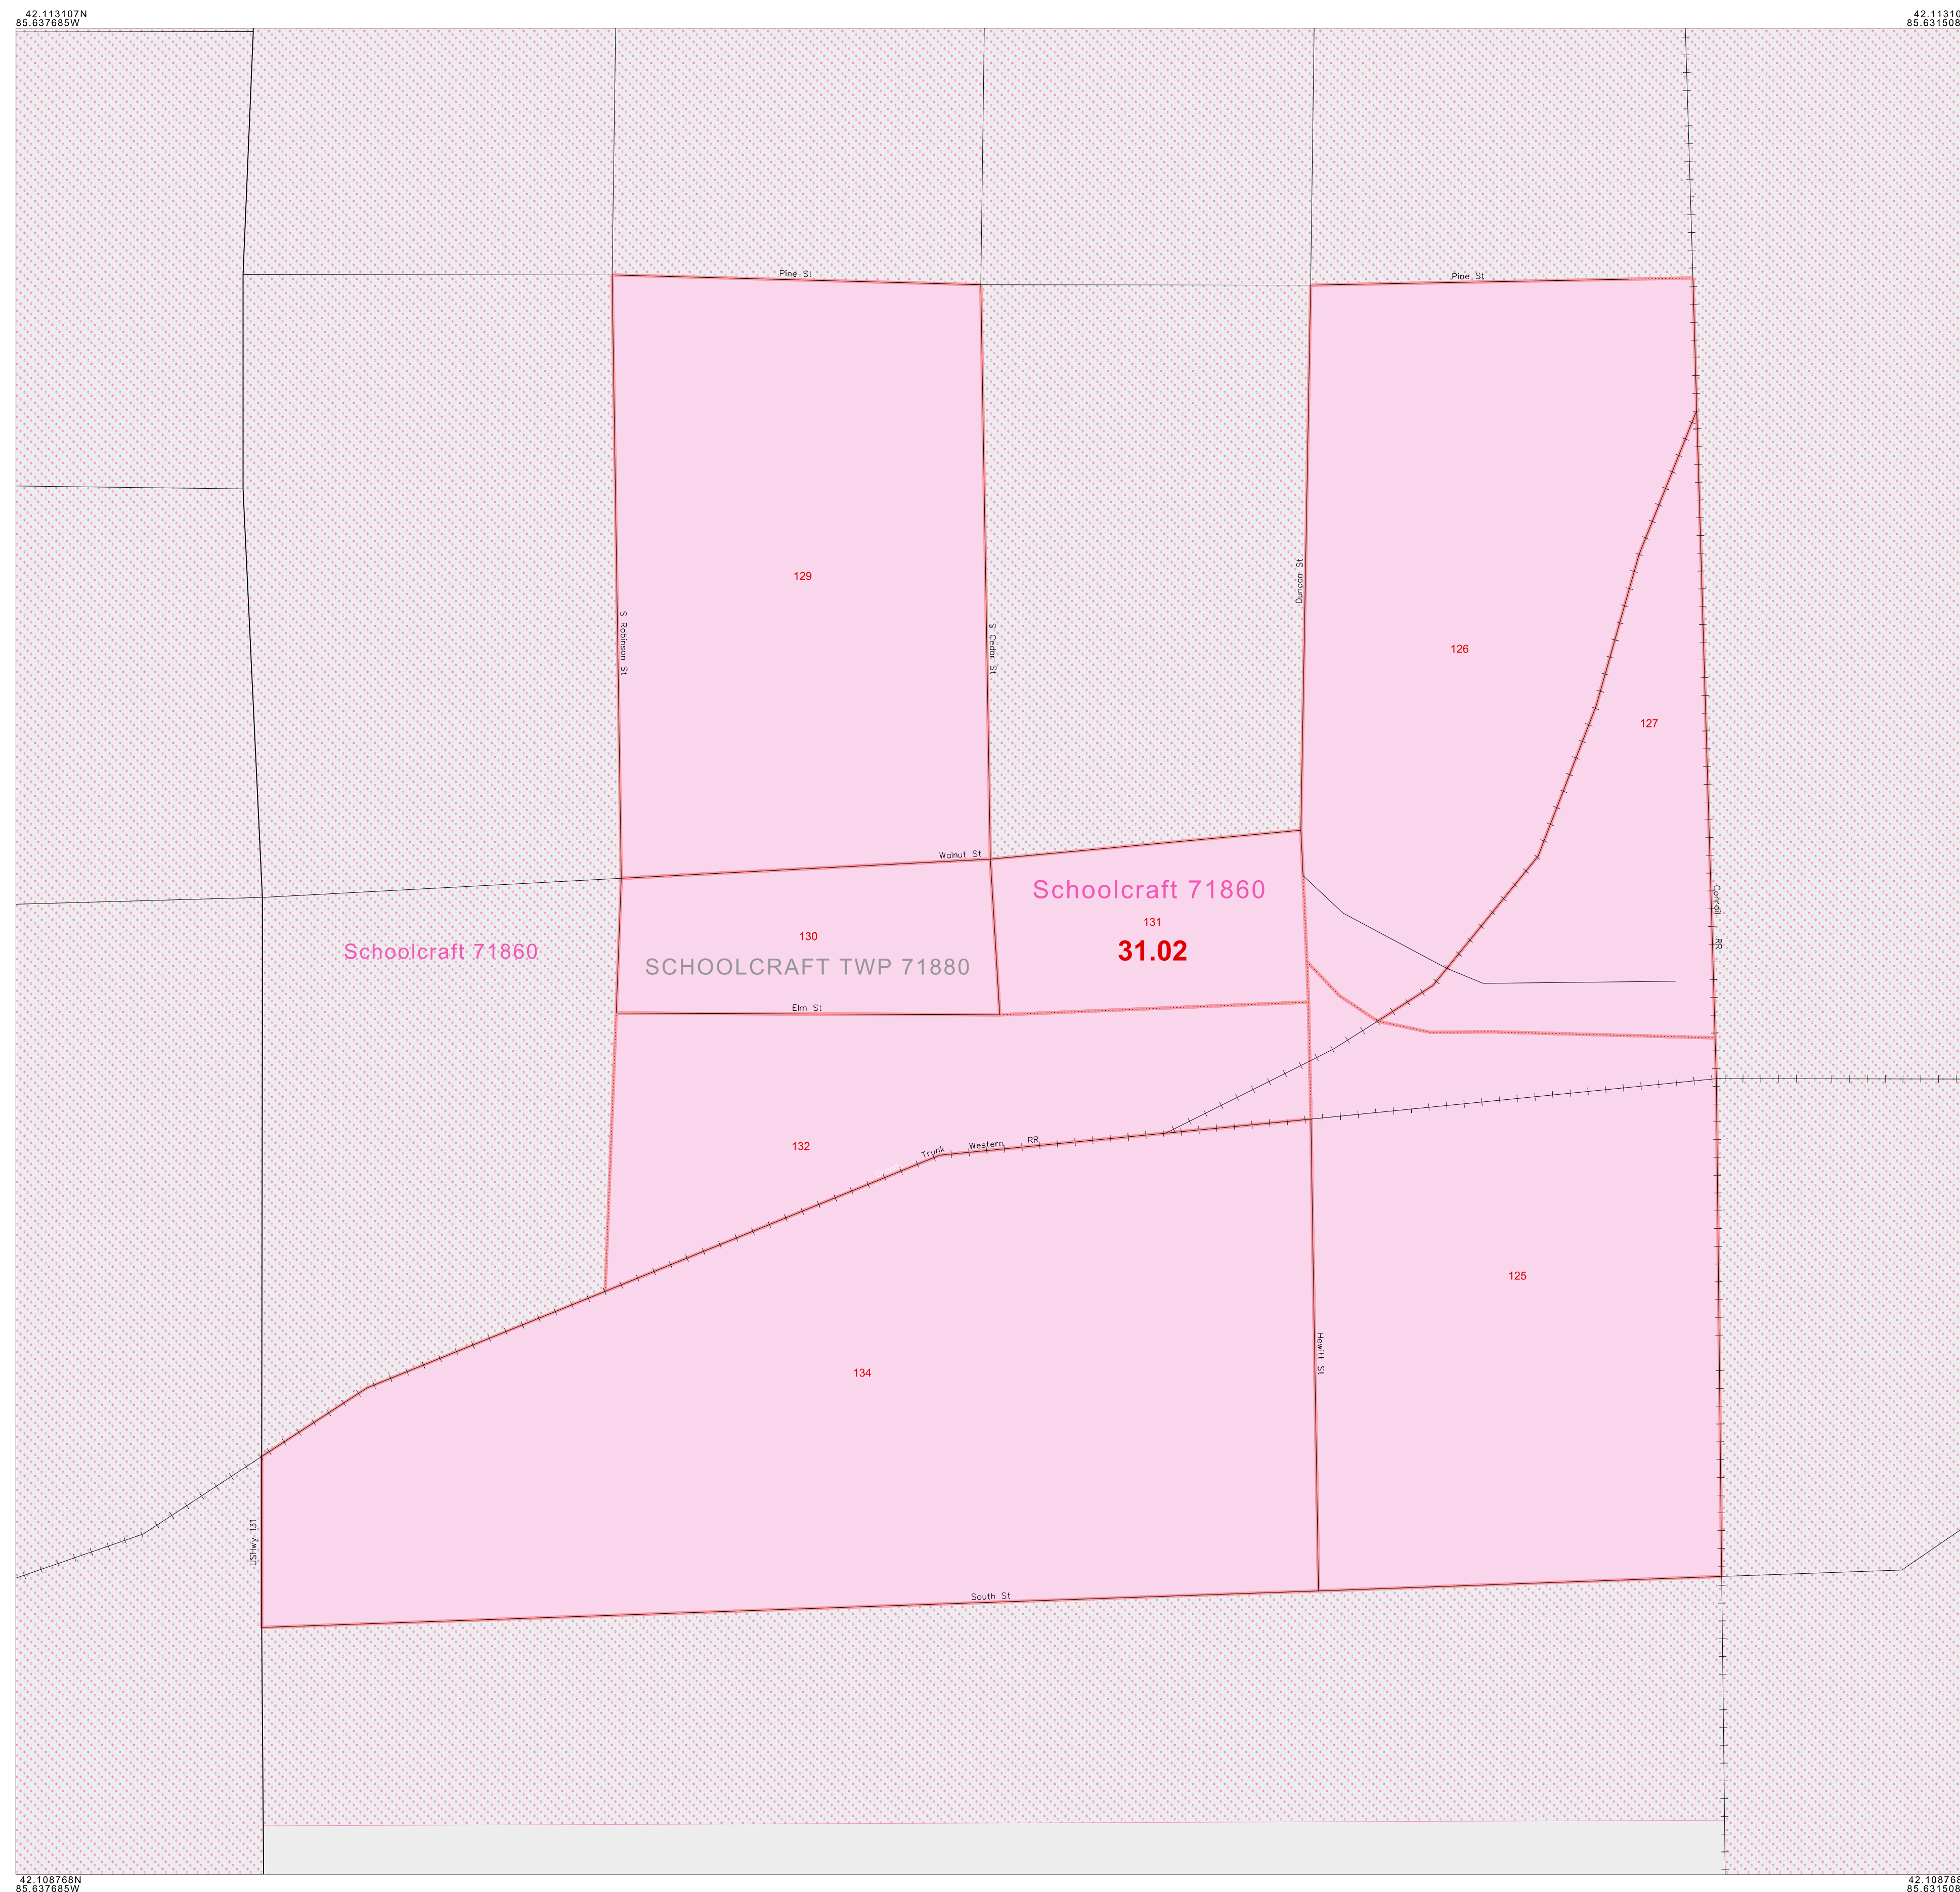 42.113107N
85.637685W
42.11310
85.631508
Pine St
Pine St
129
S Robinson St
S Cedar St
Duncan St
126
127
Walnut St
Schoolcraft 71860
131
31.02
Schoolcraft 71860
130
SCHOOLCRAFT TWP 71880
Conrail RR
Elm St
132
Trunk Western RR
125
134
Hewitt St
USHwy 131
South St
42.108768N
85.637685W
42.108768
85.631508